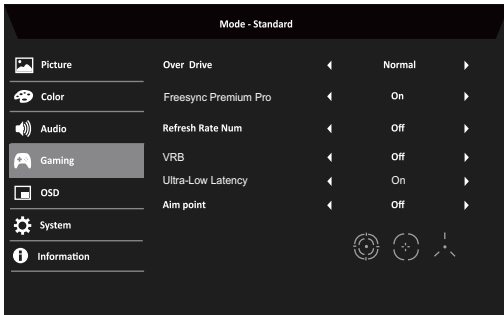 Mode - Standard
Picture
Over Drive Normal
Color
Freesync Premium Pro On
Audio
Refresh Rate Num Off
Gaming
VRB Off
Ultra-Low Latency On
OSD
Aim point Off
System
Information